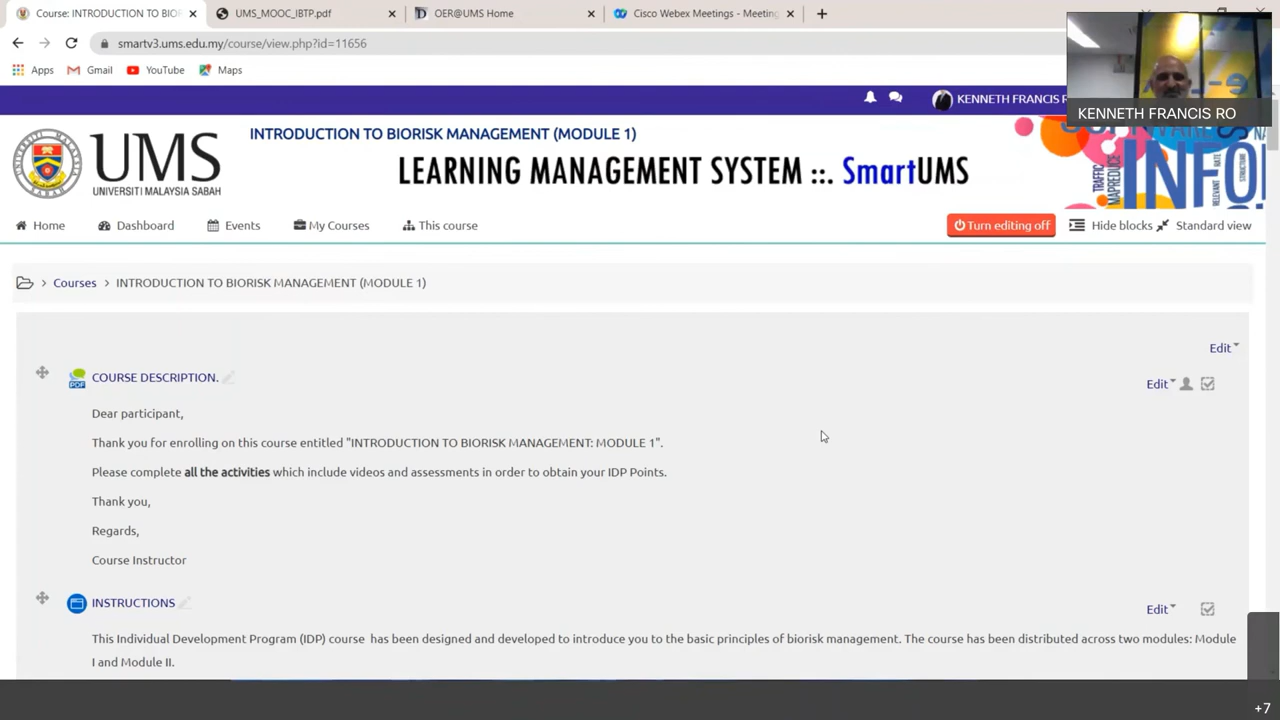 Course: INTRODUCTION TO BIOR
UMS_MOOC_IBTP.pdf
OER@UMS Home
Cisco Webex Meetings - Meeting
smartv3.ums.edu.my/course/view.php?id=11656
Apps
Gmail
YouTube
Maps
KENNETH FRANCIS R
KENNETH FRANCIS RO
UMS
UNIVERSITI MALAYSIA SABAH
INTRODUCTION TO BIORISK MANAGEMENT (MODULE 1)
LEARNING MANAGEMENT SYSTEM ::. SmartUMS
INFO
TRAFFIC
MAPREDUCE
Home
Dashboard
Events
My Courses
This course
Turn editing off
Hide blocks
Standard view
Courses
INTRODUCTION TO BIORISK MANAGEMENT (MODULE 1)
Edit
COURSE DESCRIPTION.
Edit
Dear participant,
Thank you for enrolling on this course entitled "INTRODUCTION TO BIORISK MANAGEMENT: MODULE 1".
Please complete all the activities which include videos and assessments in order to obtain your IDP Points.
Thank you,
Regards,
Course Instructor
INSTRUCTIONS
Edit
This Individual Development Program (IDP) course has been designed and developed to introduce you to the basic principles of biorisk management. The course has been distributed across two modules: Module
I and Module II.
+7